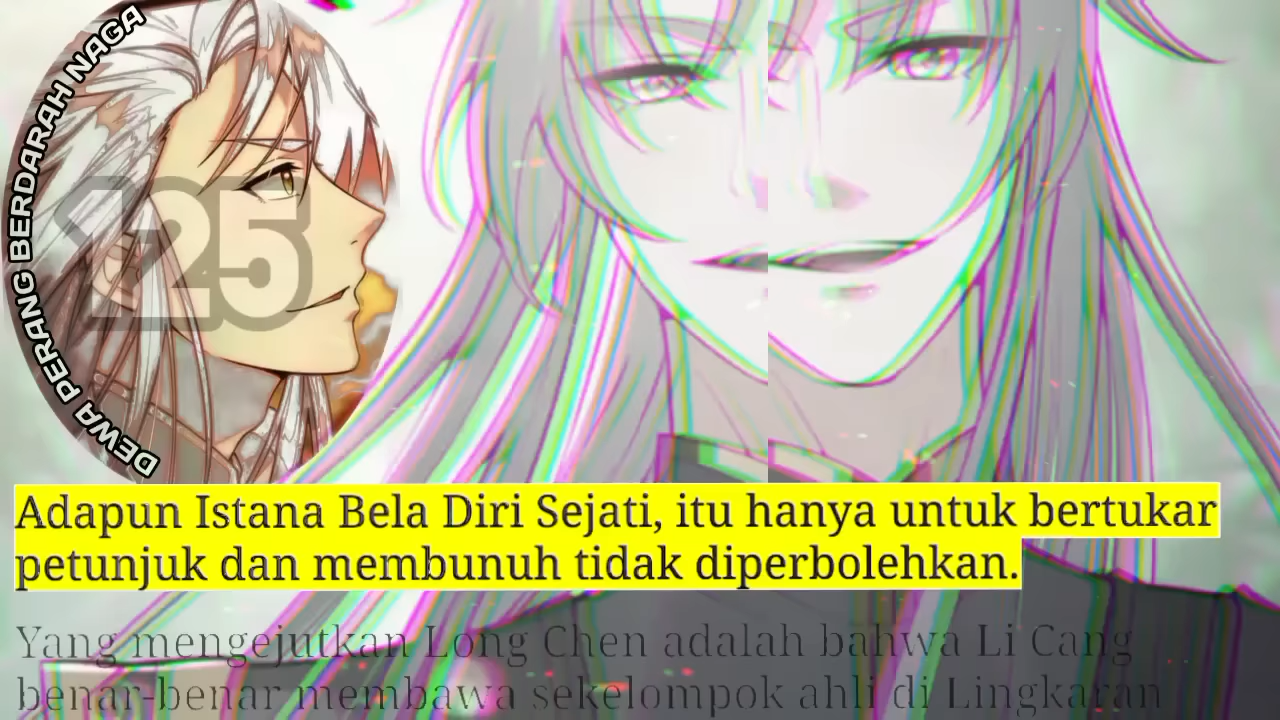 DEWA PERANG BERDARAH NAGA
125
Adapun Istana Bela Diri Sejati, itu hanya untuk bertukar
petunjuk dan membunuh tidak diperbolehkan.
Yang mengejutkan Long Chen adalah bahwa Li Cang
benar-benar membawa sekelompok ahli di Lingkaran